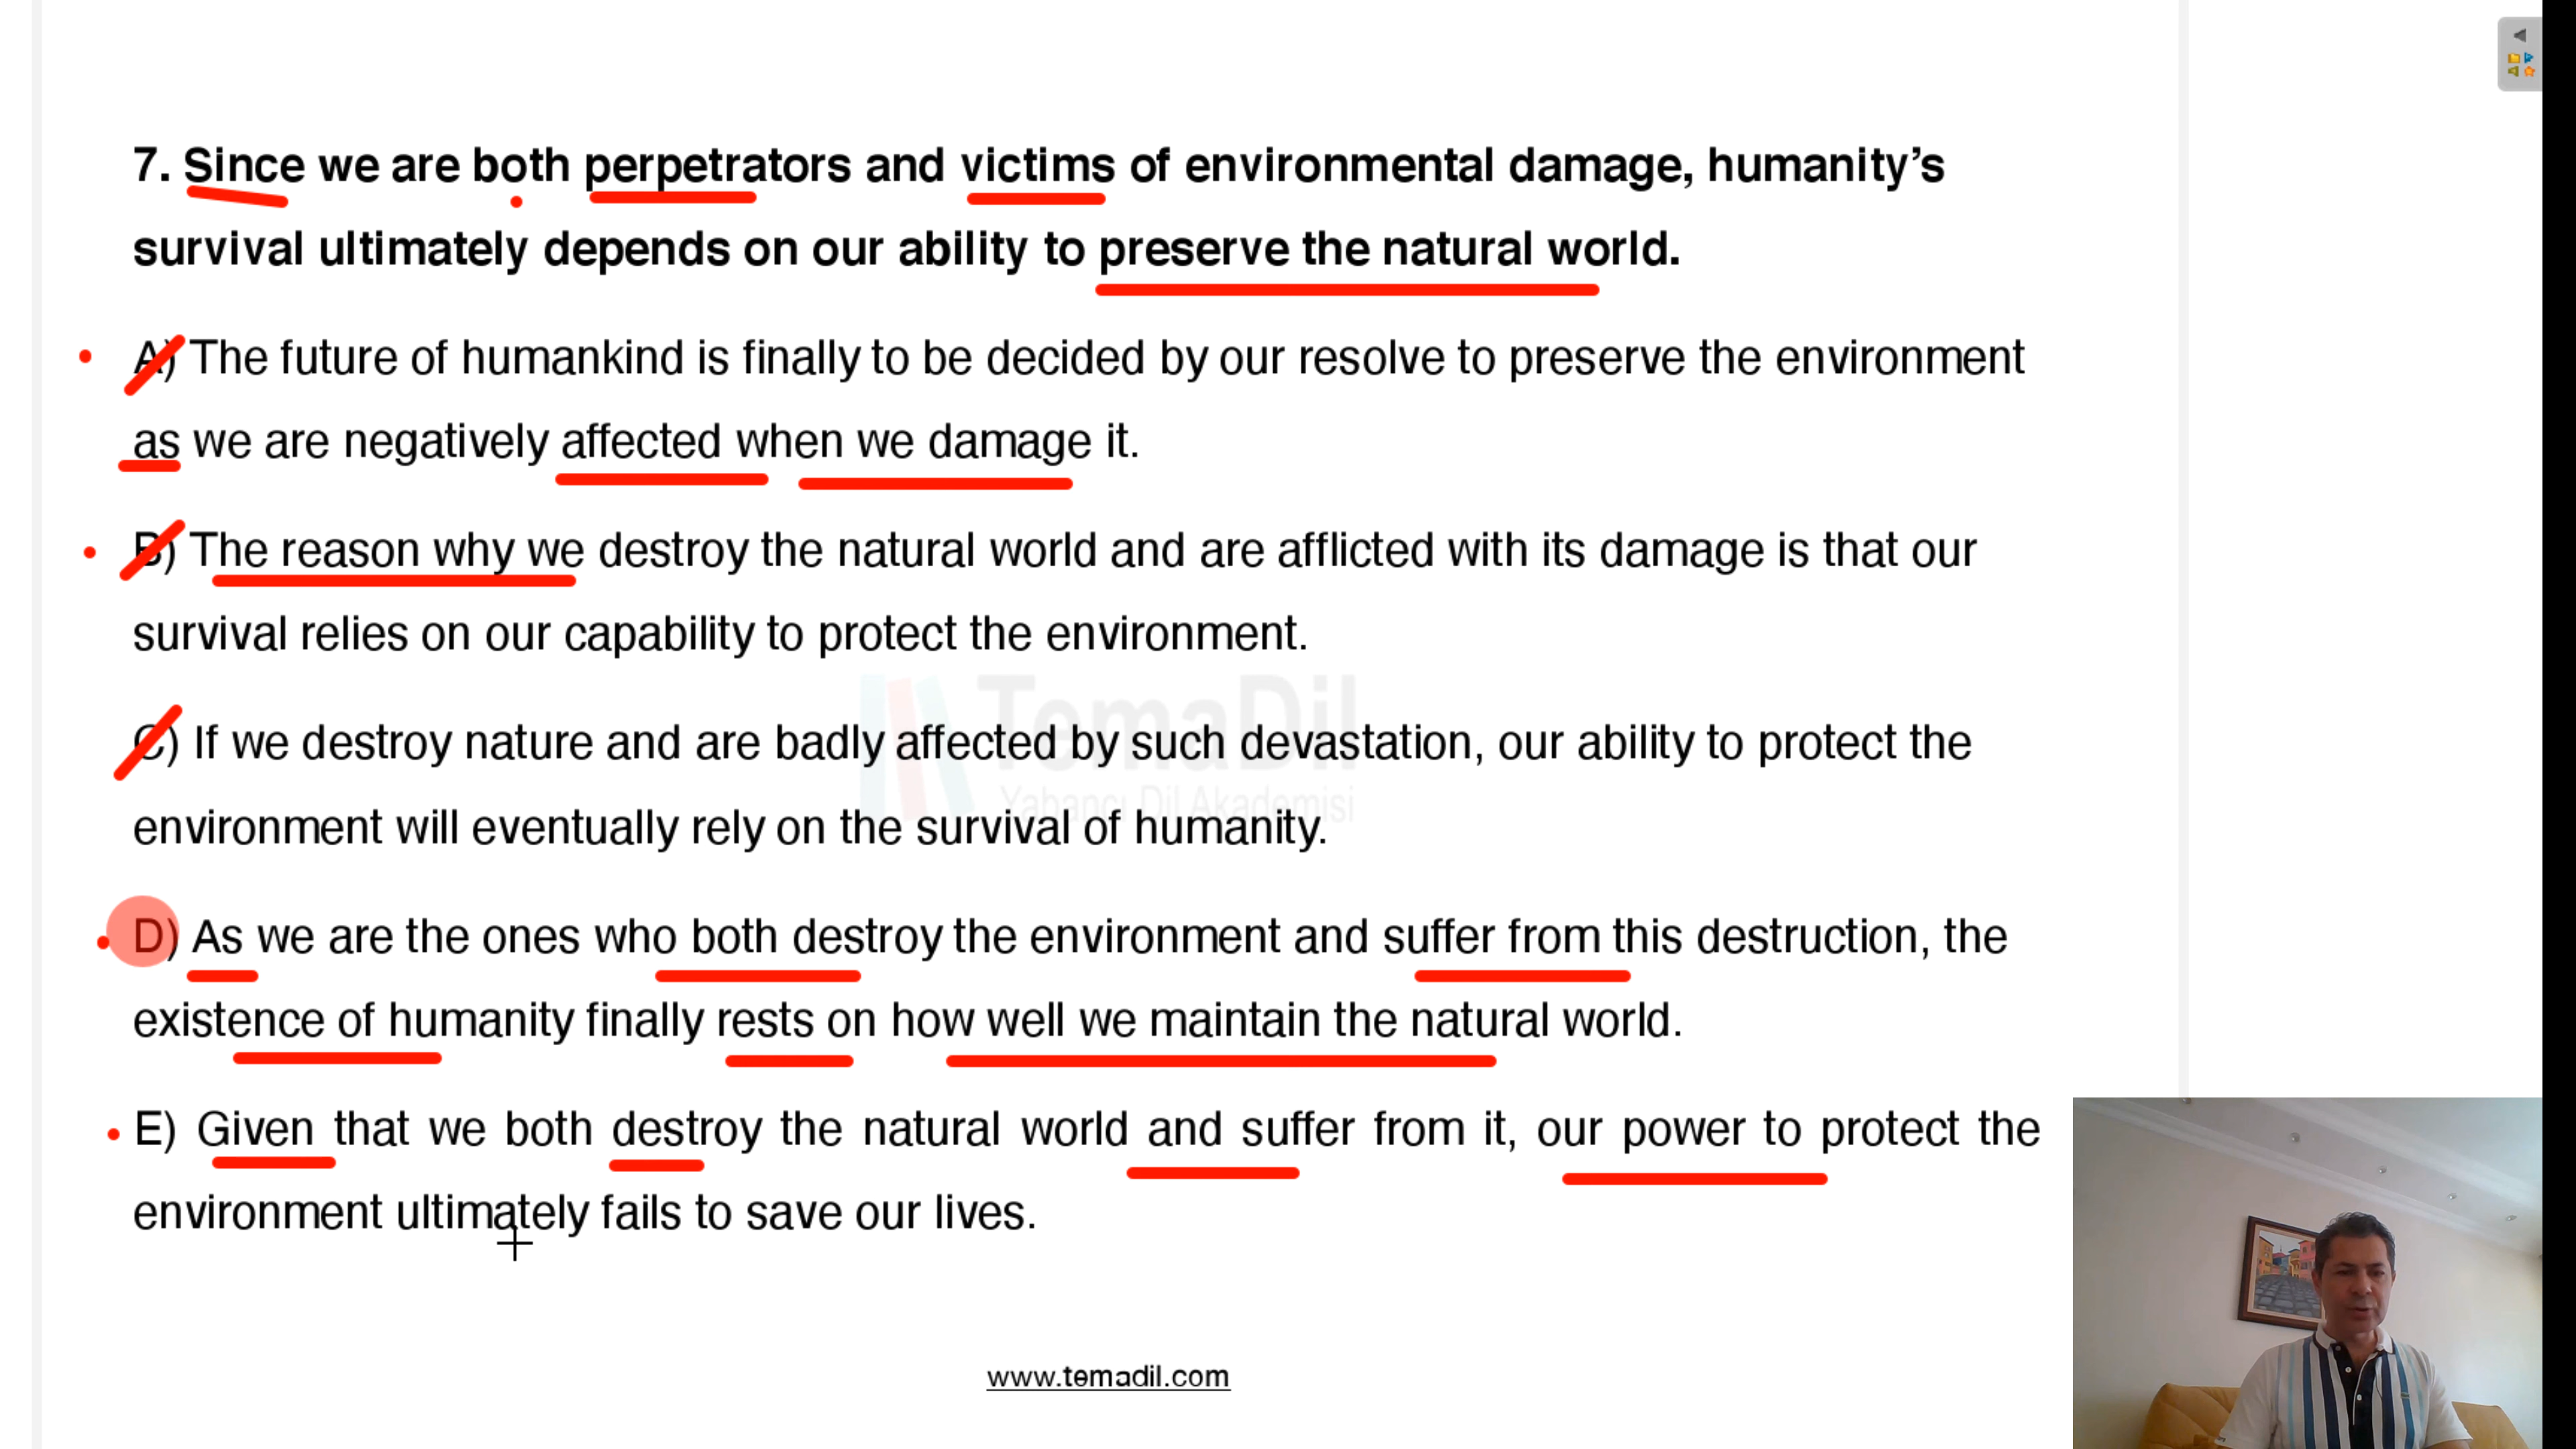 7. Since we are both perpetrators and victims of environmental damage, humanity’s
survival ultimately depends on our ability to preserve the natural world.
A) The future of humankind is finally to be decided by our resolve to preserve the environment
as we are negatively affected when we damage it.
B) The reason why we destroy the natural world and are afflicted with its damage is that our
survival relies on our capability to protect the environment.
C) If we destroy nature and are badly affected by such devastation, our ability to protect the
environment will eventually rely on the survival of humanity.
TemaDil
Yabancı Dil Akademisi
D) As we are the ones who both destroy the environment and suffer from this destruction, the
existence of humanity finally rests on how well we maintain the natural world.
E) Given that we both destroy the natural world and suffer from it, our power to protect the
environment ultimately fails to save our lives.
www.temadil.com